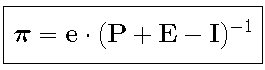 π = e · (P + E − I)⁻¹